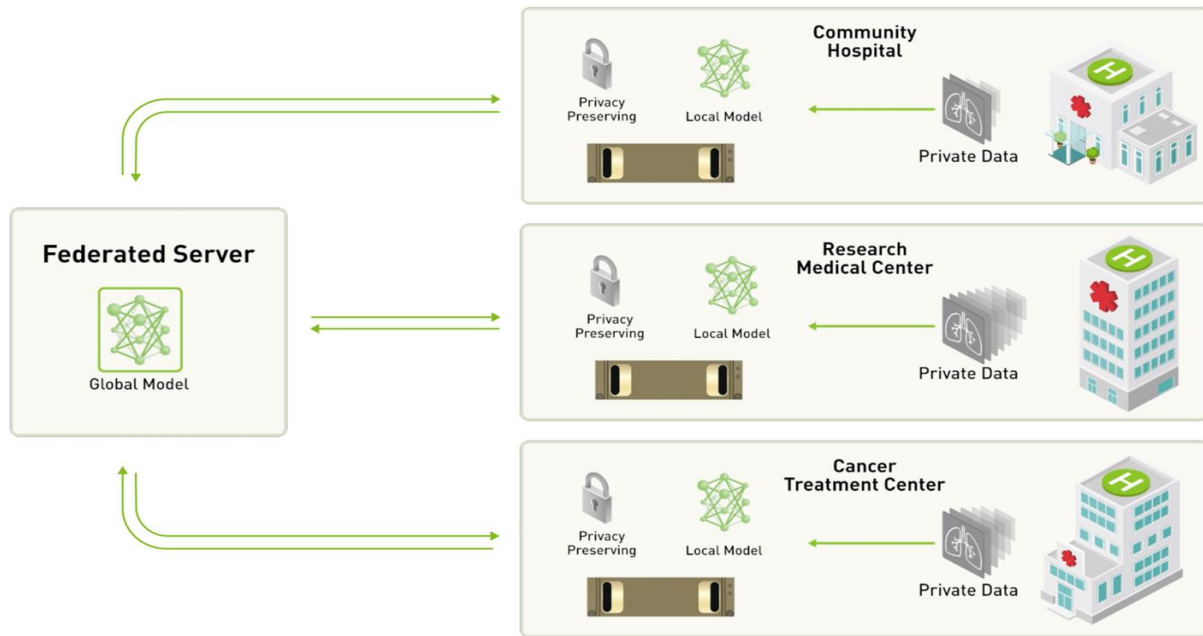 Community
Hospital
Privacy
Preserving
Local Model
Private Data
H
Federated Server
Global Model
Research
Medical Center
Privacy
Preserving
Local Model
Private Data
H
Cancer
Treatment Center
Privacy
Preserving
Local Model
Private Data
H